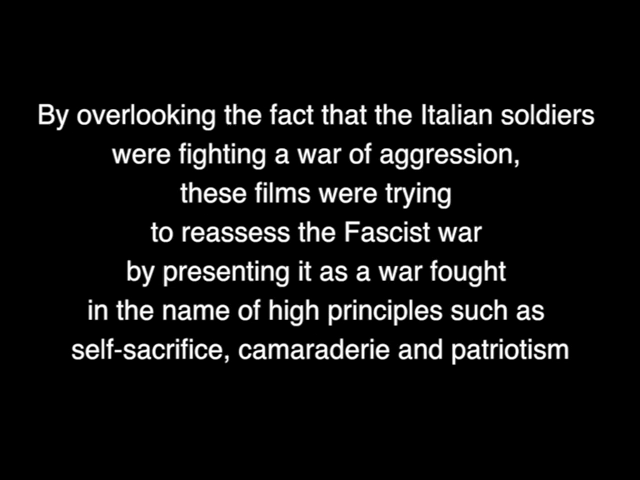 By overlooking the fact that the Italian soldiers
were fighting a war of aggression,
these films were trying
to reassess the Fascist war
by presenting it as a war fought
in the name of high principles such as
self-sacrifice, camaraderie and patriotism